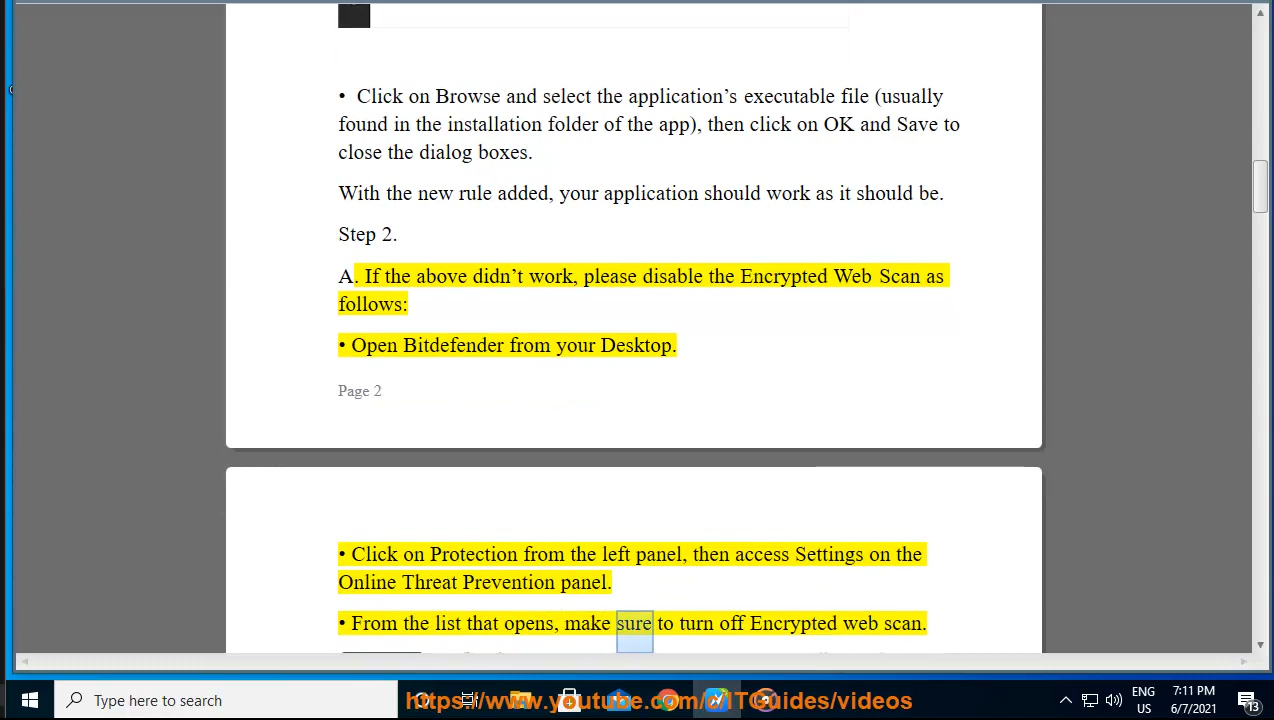 • Click on Browse and select the application’s executable file (usually
found in the installation folder of the app), then click on OK and Save to
close the dialog boxes.
With the new rule added, your application should work as it should be.
Step 2.
A. If the above didn’t work, please disable the Encrypted Web Scan as
follows:
• Open Bitdefender from your Desktop.
Page 2
• Click on Protection from the left panel, then access Settings on the
Online Threat Prevention panel.
• From the list that opens, make sure to turn off Encrypted web scan.
Type here to search
https://www.youtube.com/c/ITGuides/videos
ENG
US
7:11 PM
6/7/2021
13